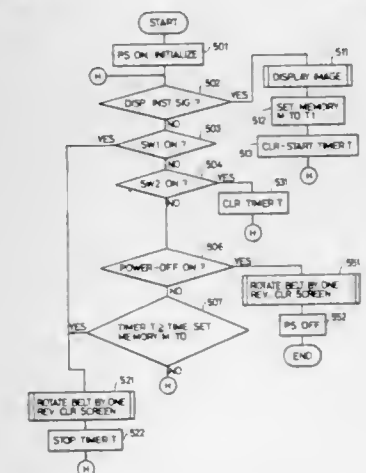 START
501
PS ON INITIALIZE
H
502
DISP INST SIG ?
YES
511
DISPLAY IMAGE
512
SET MEMORY
M TO T1
513
CLR-START TIMER T
H
NO
503
YES
SW1 ON ?
NO
504
SW2 ON ?
YES
531
CLR TIMER T
H
NO
506
POWER-OFF ON ?
YES
551
ROTATE BELT BY ONE
REV. CLR SCREEN
552
PS OFF
END
NO
507
TIMER T ≥ TIME SET
MEMORY M TO
YES
NO
H
521
ROTATE BELT BY ONE
REV. CLR SCREEN
522
STOP TIMER T
H